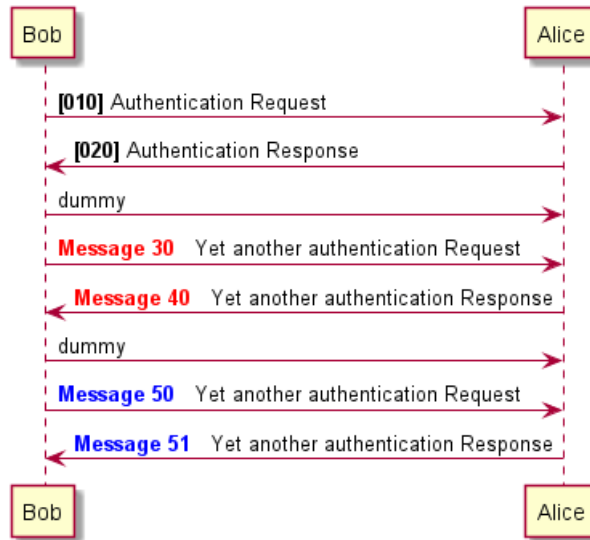 Bob Alice
[010] Authentication Request
[020] Authentication Response
dummy
Message 30 Yet another authentication Request
Message 40 Yet another authentication Response
dummy
Message 50 Yet another authentication Request
Message 51 Yet another authentication Response
Bob Alice